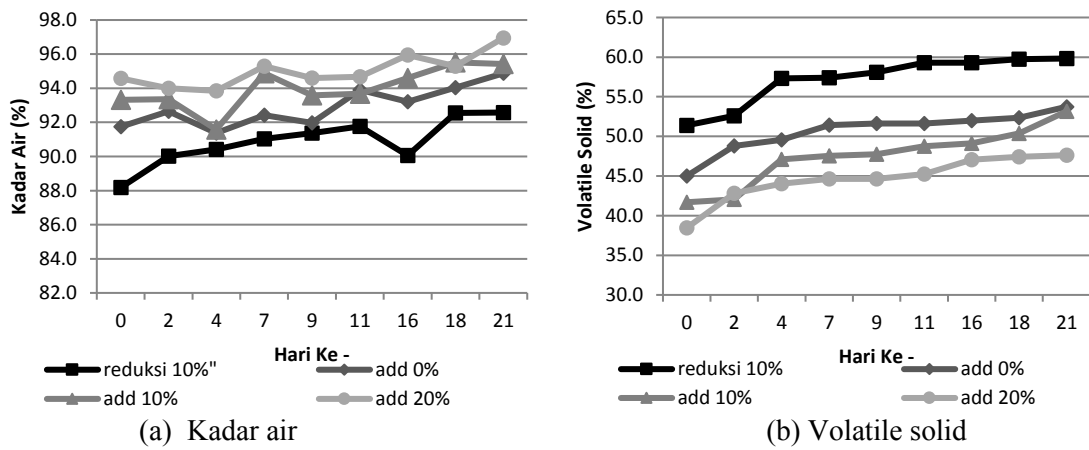 Kadar Air (%)
98.0
96.0
94.0
92.0
90.0
88.0
86.0
84.0
82.0
0 2 4 7 9 11 16 18 21
Hari Ke -
reduksi 10%" add 0%
add 10% add 20%
(a) Kadar air
Volatile Solid (%)
65.0
60.0
55.0
50.0
45.0
40.0
35.0
30.0
0 2 4 7 9 11 16 18 21
Hari Ke -
reduksi 10% add 0%
add 10% add 20%
(b) Volatile solid